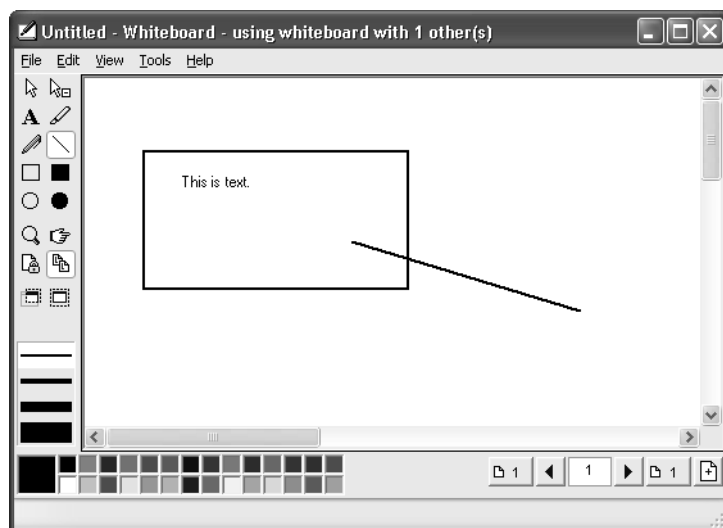 Untitled - Whiteboard - using whiteboard with 1 other(s)
File Edit View Tools Help
A
This is text.
1 1 1